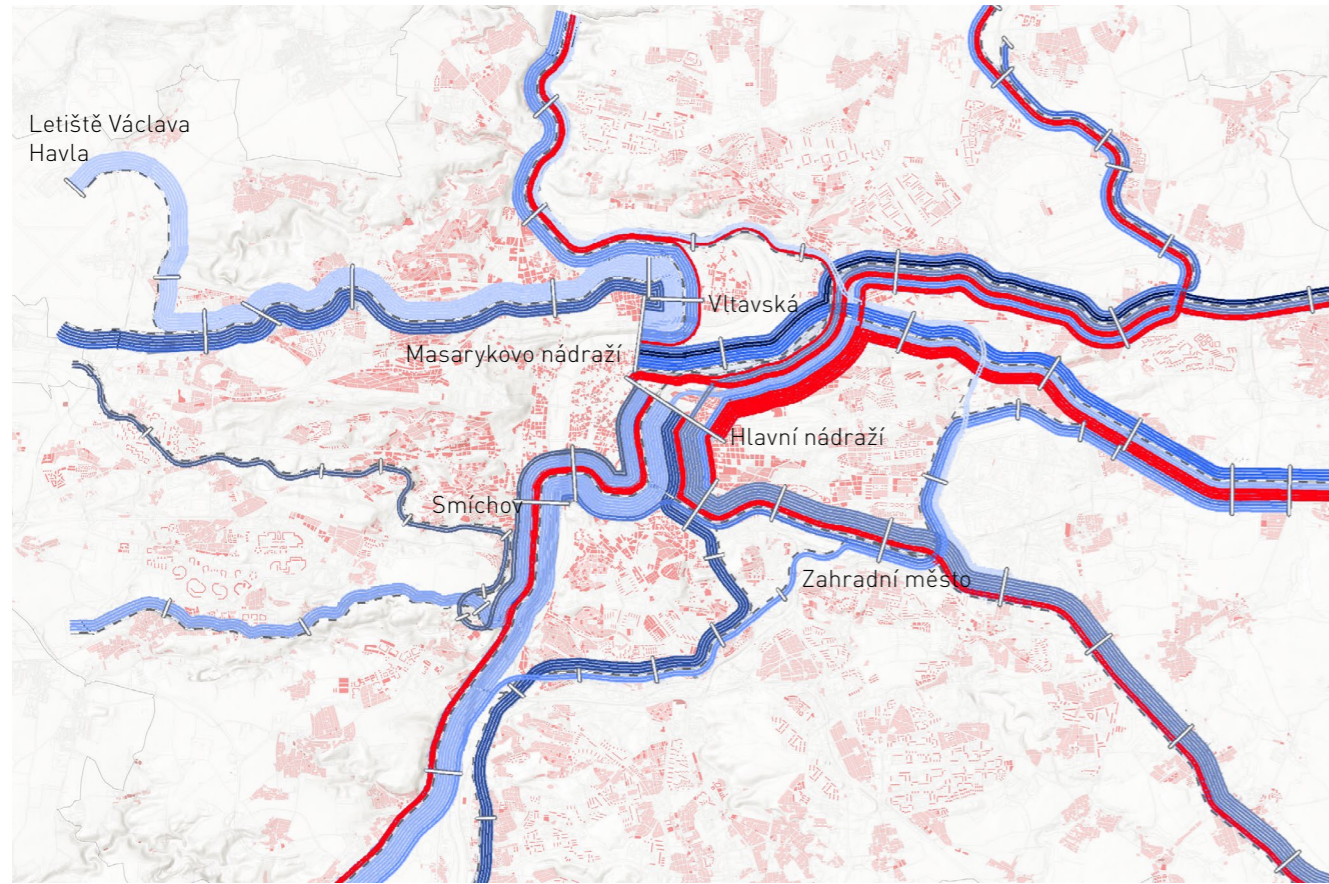 Letiště Václava
Havla
Vltavská
Masarykovo nádraží
Hlavní nádraží
Smíchov
Zahradní město